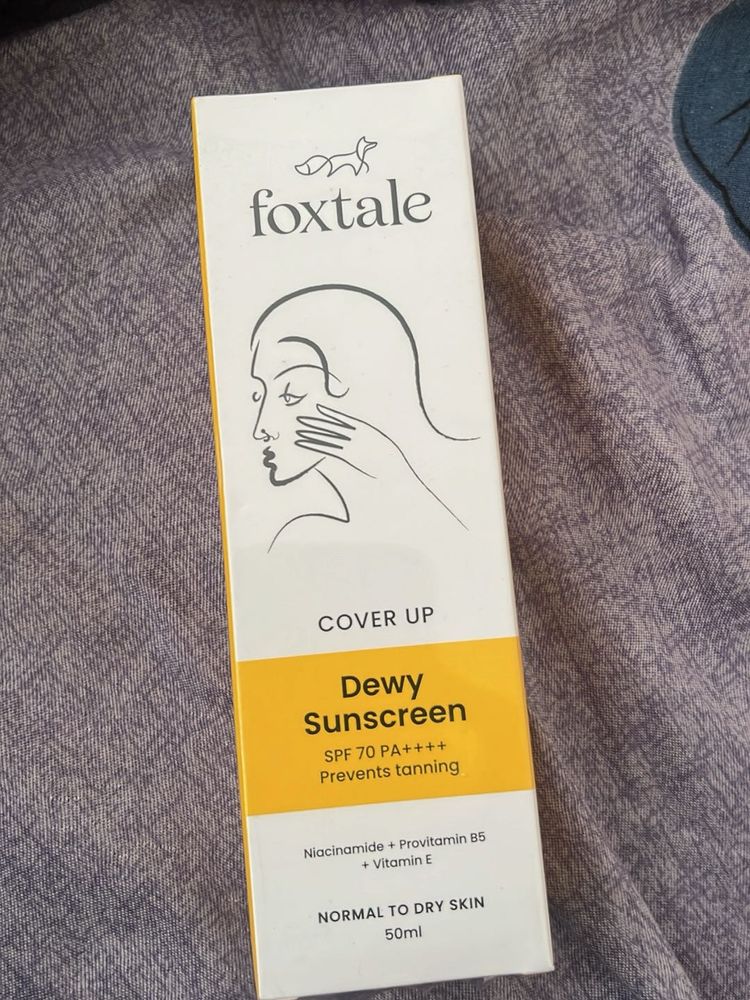 foxtale
COVER UP
Dewy
Sunscreen
SPF 70 PA++++
Prevents tanning
Niacinamide + Provitamin B5
+ Vitamin E
NORMAL TO DRY SKIN
50ml